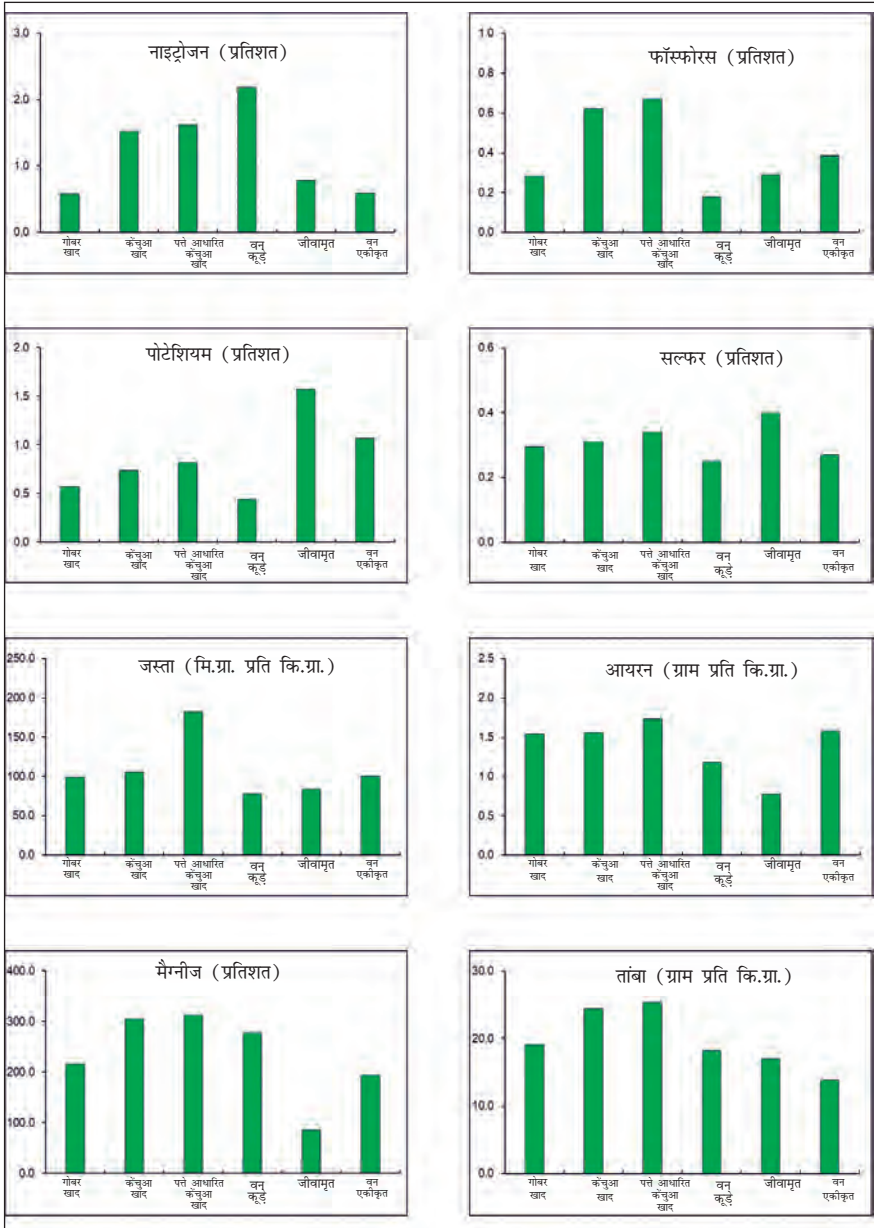 नाइट्रोजन (प्रतिशत)
3.0
2.0
1.0
0.0
गोबर खाद
केंचुआ खाद
पत्ते आधारित केंचुआ खाद
वन कूड़े
जीवामृत
वन एकीकृत
फॉस्फोरस (प्रतिशत)
1.0
0.8
0.6
0.4
0.2
0.0
गोबर खाद
केंचुआ खाद
पत्ते आधारित केंचुआ खाद
वन कूड़े
जीवामृत
वन एकीकृत
पोटेशियम (प्रतिशत)
2.0
1.5
1.0
0.5
0.0
गोबर खाद
केंचुआ खाद
पत्ते आधारित केंचुआ खाद
वन कूड़े
जीवामृत
वन एकीकृत
सल्फर (प्रतिशत)
0.6
0.4
0.2
0.0
गोबर खाद
केंचुआ खाद
पत्ते आधारित केंचुआ खाद
वन कूड़े
जीवामृत
वन एकीकृत
जस्ता (मि.ग्रा. प्रति कि.ग्रा.)
250.0
200.0
150.0
100.0
50.0
0.0
गोबर खाद
केंचुआ खाद
पत्ते आधारित केंचुआ खाद
वन कूड़े
जीवामृत
वन एकीकृत
आयरन (ग्राम प्रति कि.ग्रा.)
2.5
2.0
1.5
1.0
0.5
0.0
गोबर खाद
केंचुआ खाद
पत्ते आधारित केंचुआ खाद
वन कूड़े
जीवामृत
वन एकीकृत
मैग्नीज (प्रतिशत)
400.0
300.0
200.0
100.0
0.0
गोबर खाद
केंचुआ खाद
पत्ते आधारित केंचुआ खाद
वन कूड़े
जीवामृत
वन एकीकृत
तांबा (ग्राम प्रति कि.ग्रा.)
30.0
20.0
10.0
0.0
गोबर खाद
केंचुआ खाद
पत्ते आधारित केंचुआ खाद
वन कूड़े
जीवामृत
वन एकीकृत